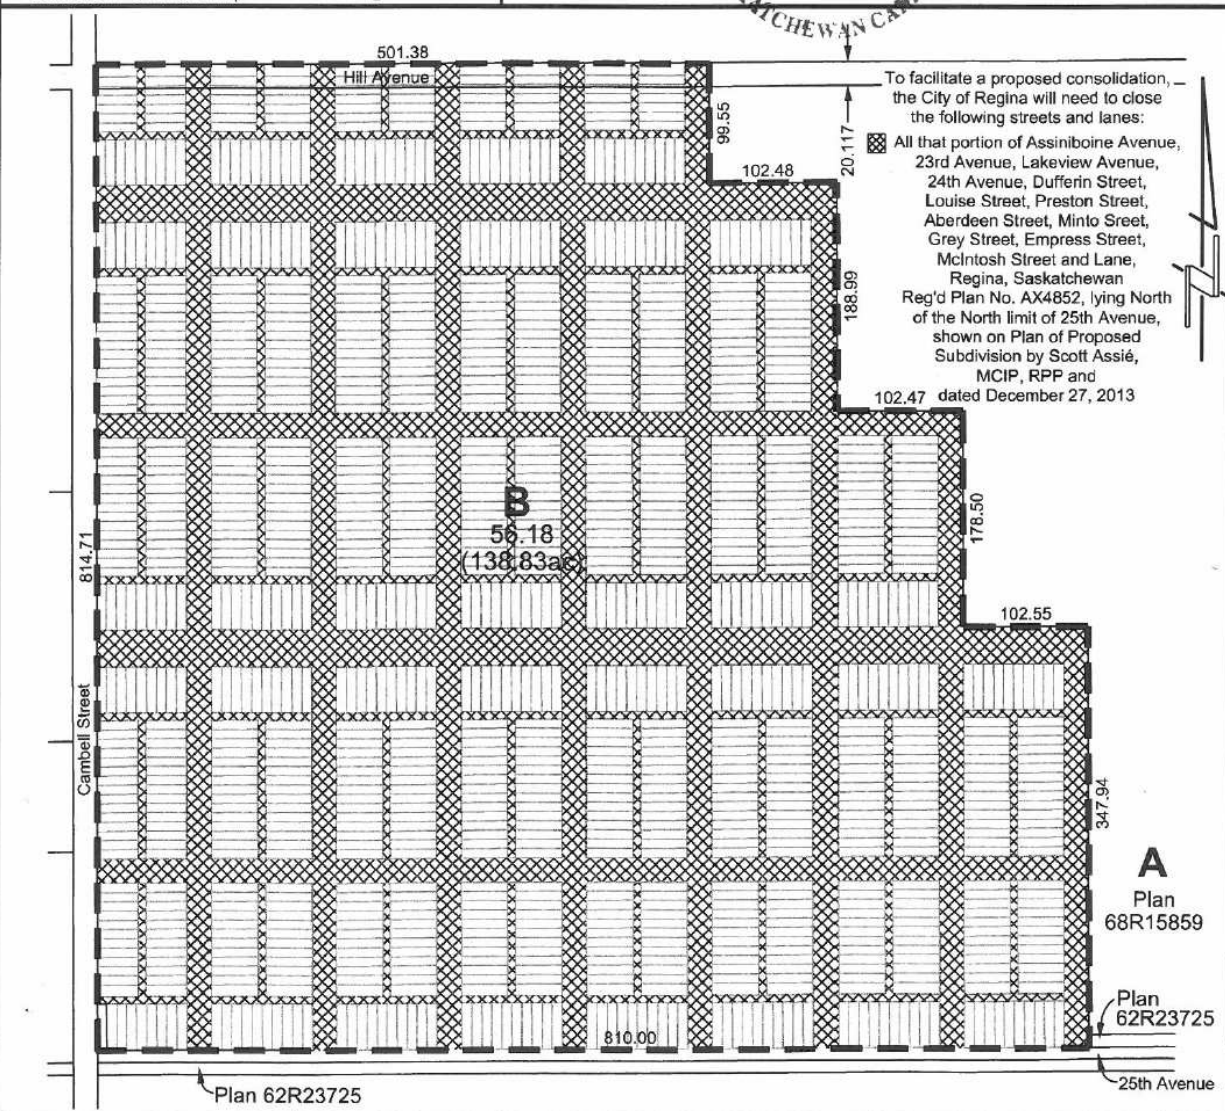 501.38
Hill Avenue
99.55
20.117
102.48
To facilitate a proposed consolidation,
the City of Regina will need to close
the following streets and lanes:
All that portion of Assiniboine Avenue,
23rd Avenue, Lakeview Avenue,
24th Avenue, Dufferin Street,
Louise Street, Preston Street,
Aberdeen Street, Minto Sreet,
Grey Street, Empress Street,
McIntosh Street and Lane,
Regina, Saskatchewan
Reg'd Plan No. AX4852, lying North
of the North limit of 25th Avenue,
shown on Plan of Proposed
Subdivision by Scott Assié,
MCIP, RPP and
dated December 27, 2013
188.99
102.47
B
56.18
(138.83ac)
178.50
814.71
102.55
Cambell Street
347.94
A
Plan
68R15859
Plan
62R23725
810.00
25th Avenue
Plan 62R23725